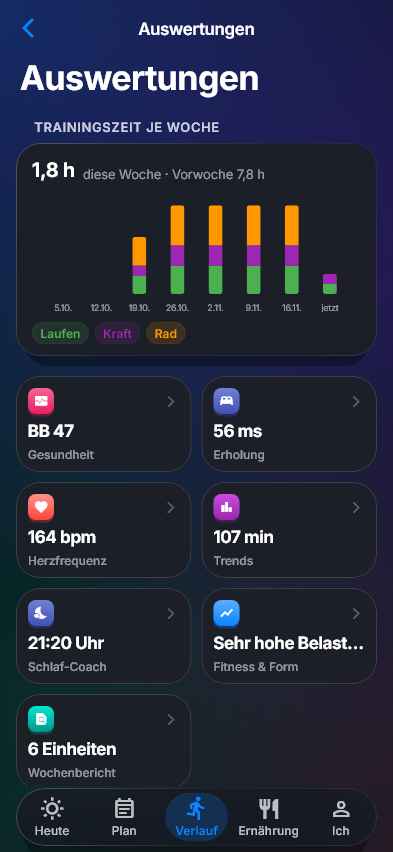 Auswertungen
Auswertungen
TRAININGSZEIT JE WOCHE
1,8 h diese Woche · Vorwoche 7,8 h
5.10. 12.10. 19.10. 26.10. 2.11. 9.11. 16.11. jetzt
Laufen Kraft Rad
BB 47
Gesundheit
56 ms
Erholung
164 bpm
Herzfrequenz
107 min
Trends
21:20 Uhr
Schlaf-Coach
Sehr hohe Belast...
Fitness & Form
6 Einheiten
Wochenbericht
Heute Plan Verlauf Ernährung Ich